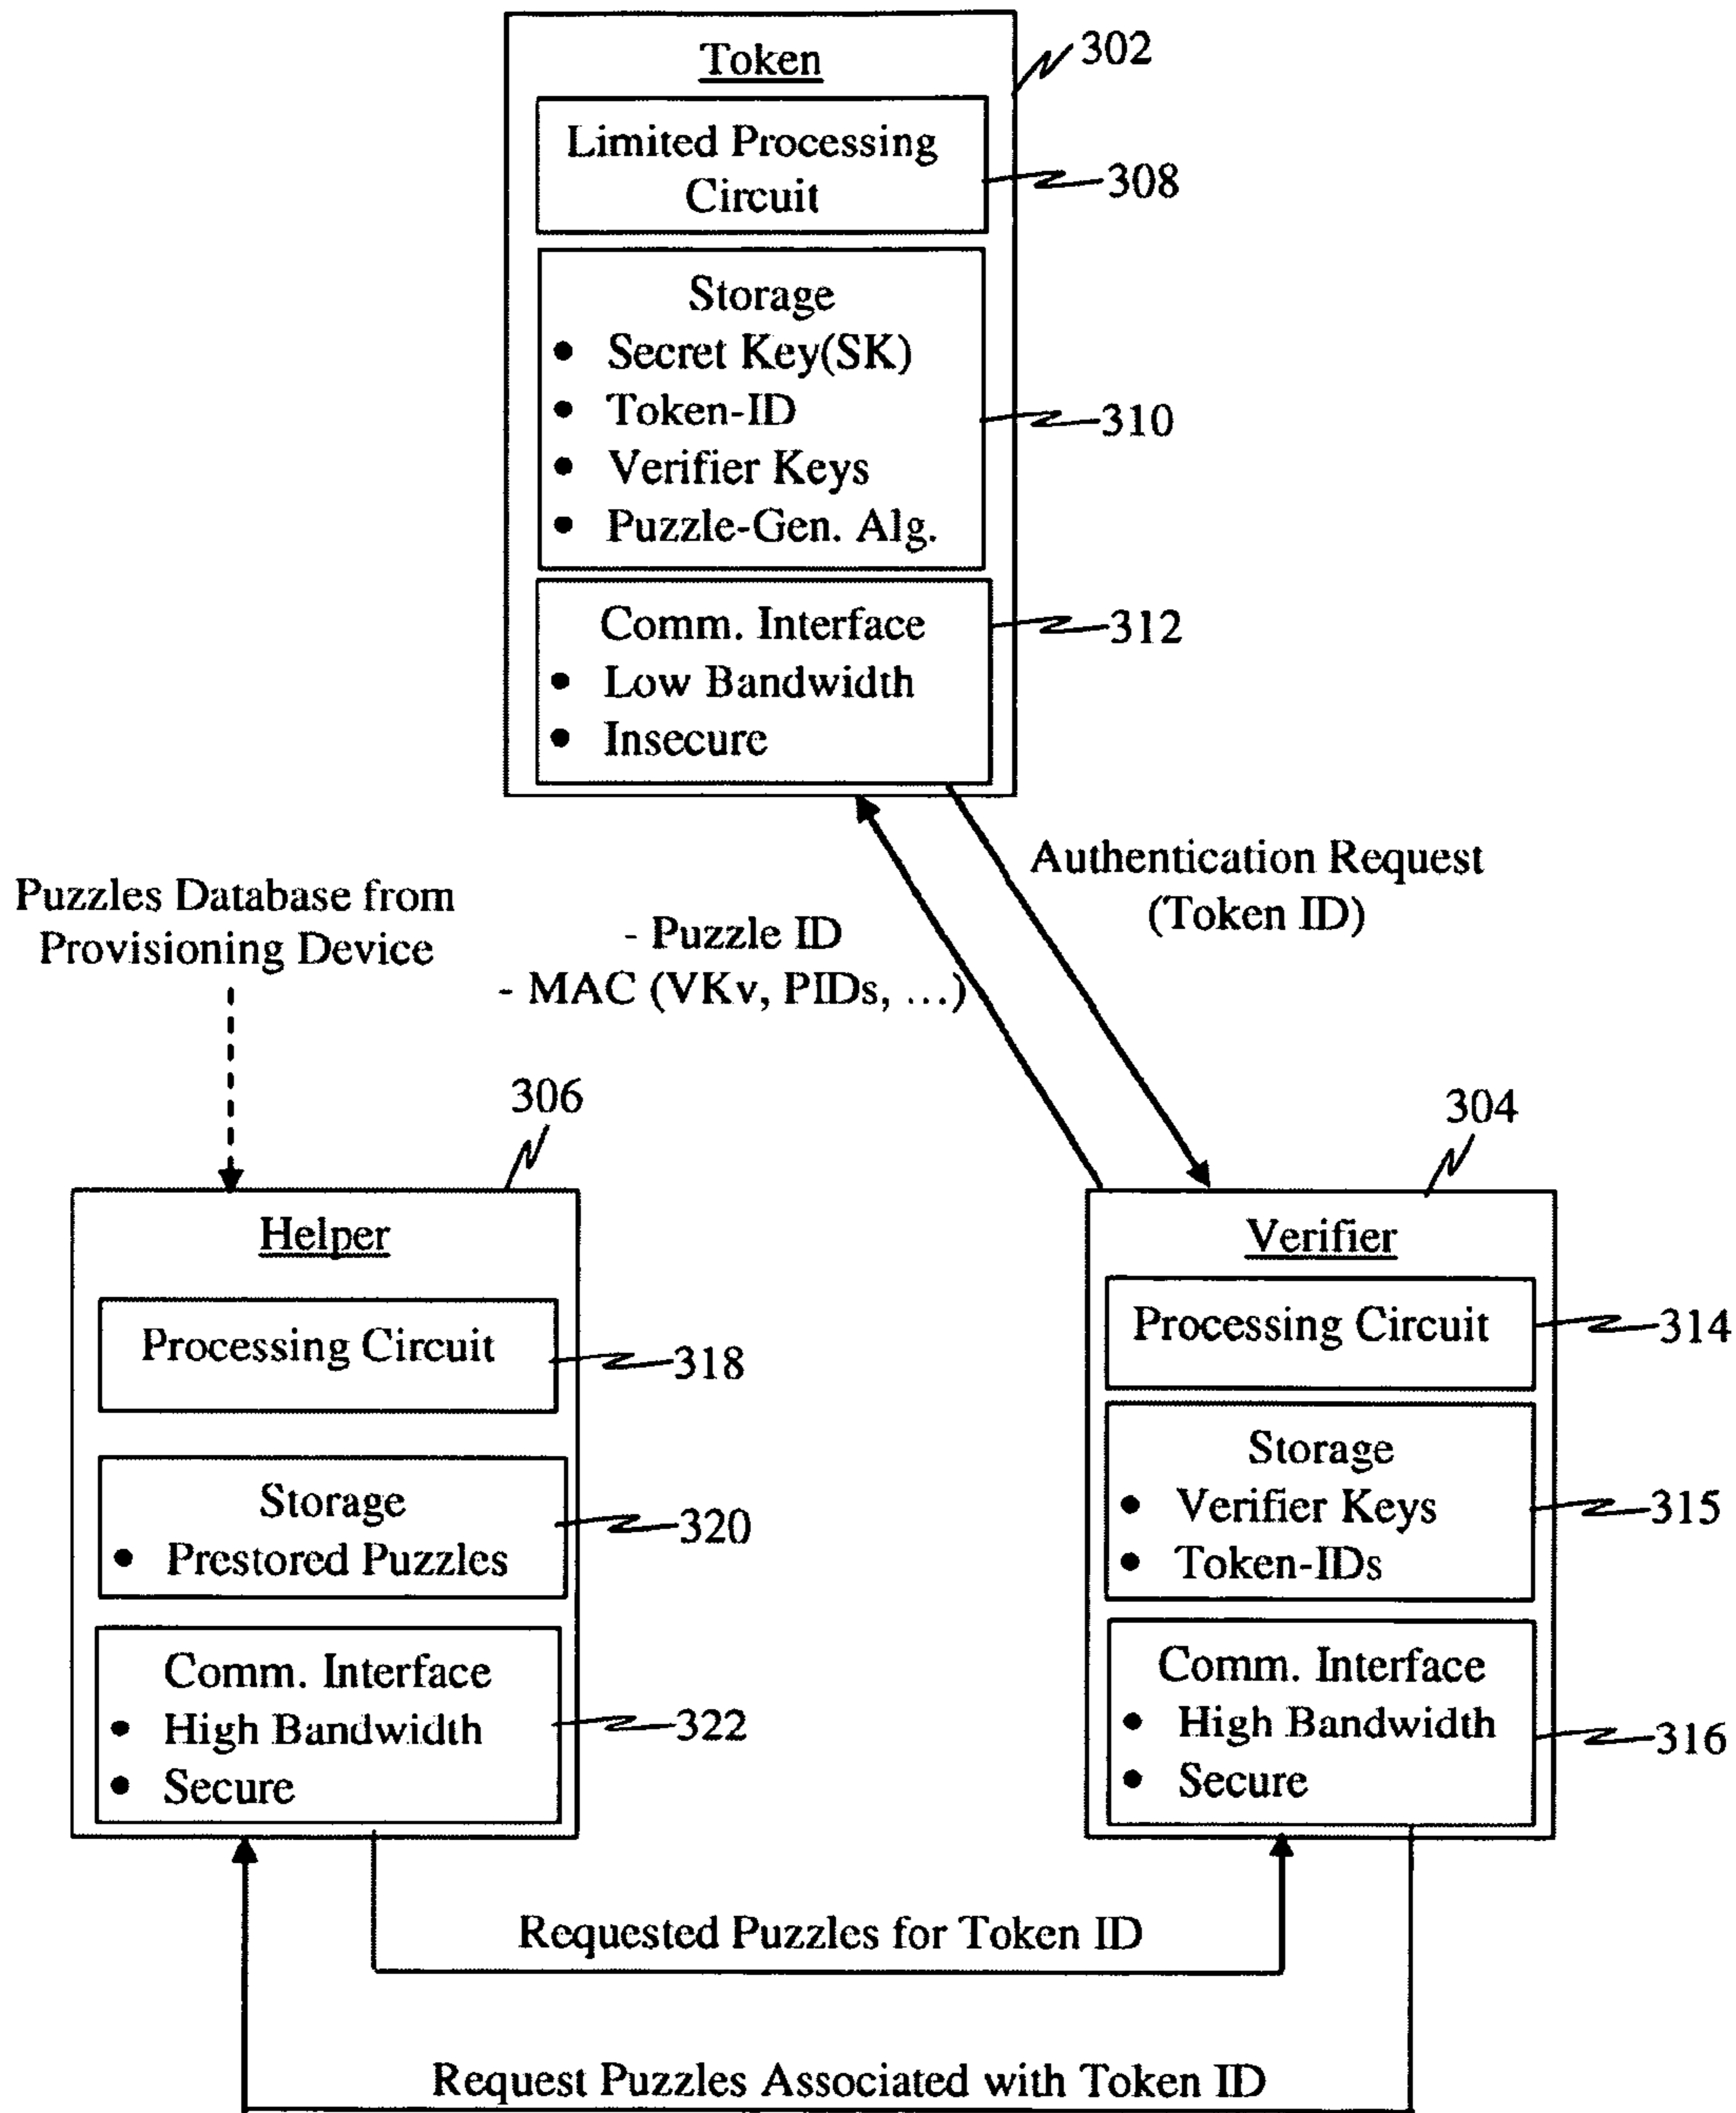 Token
302
Limited Processing
Circuit
308
Storage
• Secret Key(SK)
• Token-ID
• Verifier Keys
• Puzzle-Gen. Alg.
310
Comm. Interface
• Low Bandwidth
• Insecure
312
Authentication Request
(Token ID)
Puzzles Database from
Provisioning Device
- Puzzle ID
- MAC (VKv, PIDs, ...)
306
Helper
Processing Circuit
318
Storage
• Prestored Puzzles
320
Comm. Interface
• High Bandwidth
• Secure
322
304
Verifier
Processing Circuit
314
Storage
• Verifier Keys
• Token-IDs
315
Comm. Interface
• High Bandwidth
• Secure
316
Requested Puzzles for Token ID
Request Puzzles Associated with Token ID